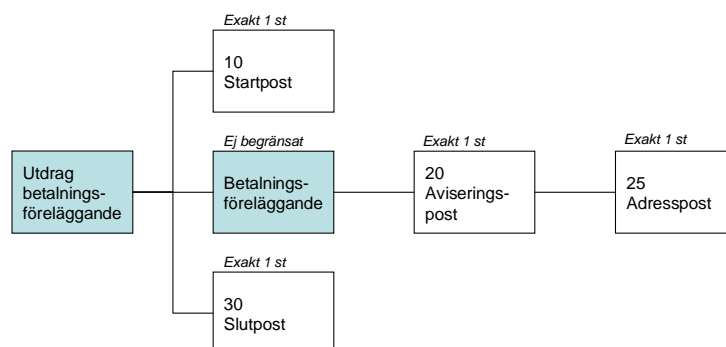 Exakt 1 st
10
Startpost
Utdrag
betalnings-
föreläggande
Ej begränsat
Betalnings-
föreläggande
Exakt 1 st
20
Aviserings-
post
Exakt 1 st
25
Adresspost
Exakt 1 st
30
Slutpost